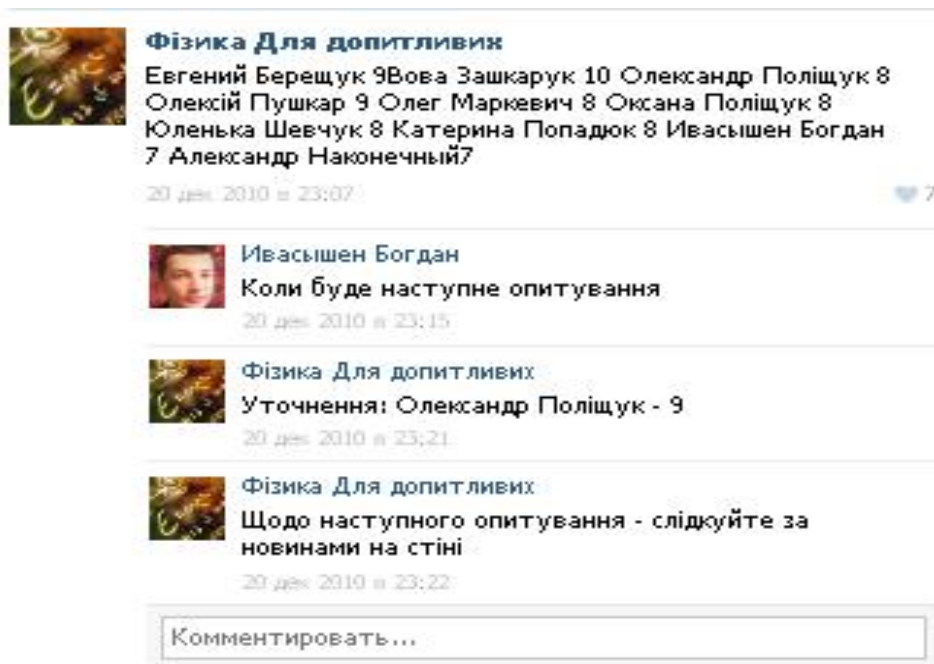 Фізика Для допитливих
Евгений Берещук 9Вова Зашкарук 10 Олександр Поліщук 8
Олексій Пушкар 9 Олег Маркевич 8 Оксана Поліщук 8
Юленька Шевчук 8 Катерина Попадюк 8 Ивасышен Богдан
7 Александр Наконечный7
20 дек 2010 в 23:07
7
Ивасышен Богдан
Коли буде наступне опитування
20 дек 2010 в 23:15
Фізика Для допитливих
Уточнення: Олександр Поліщук - 9
20 дек 2010 в 23:21
Фізика Для допитливих
Щодо наступного опитування - слідкуйте за
новинами на стіні
20 дек 2010 в 23:22
Комментировать...